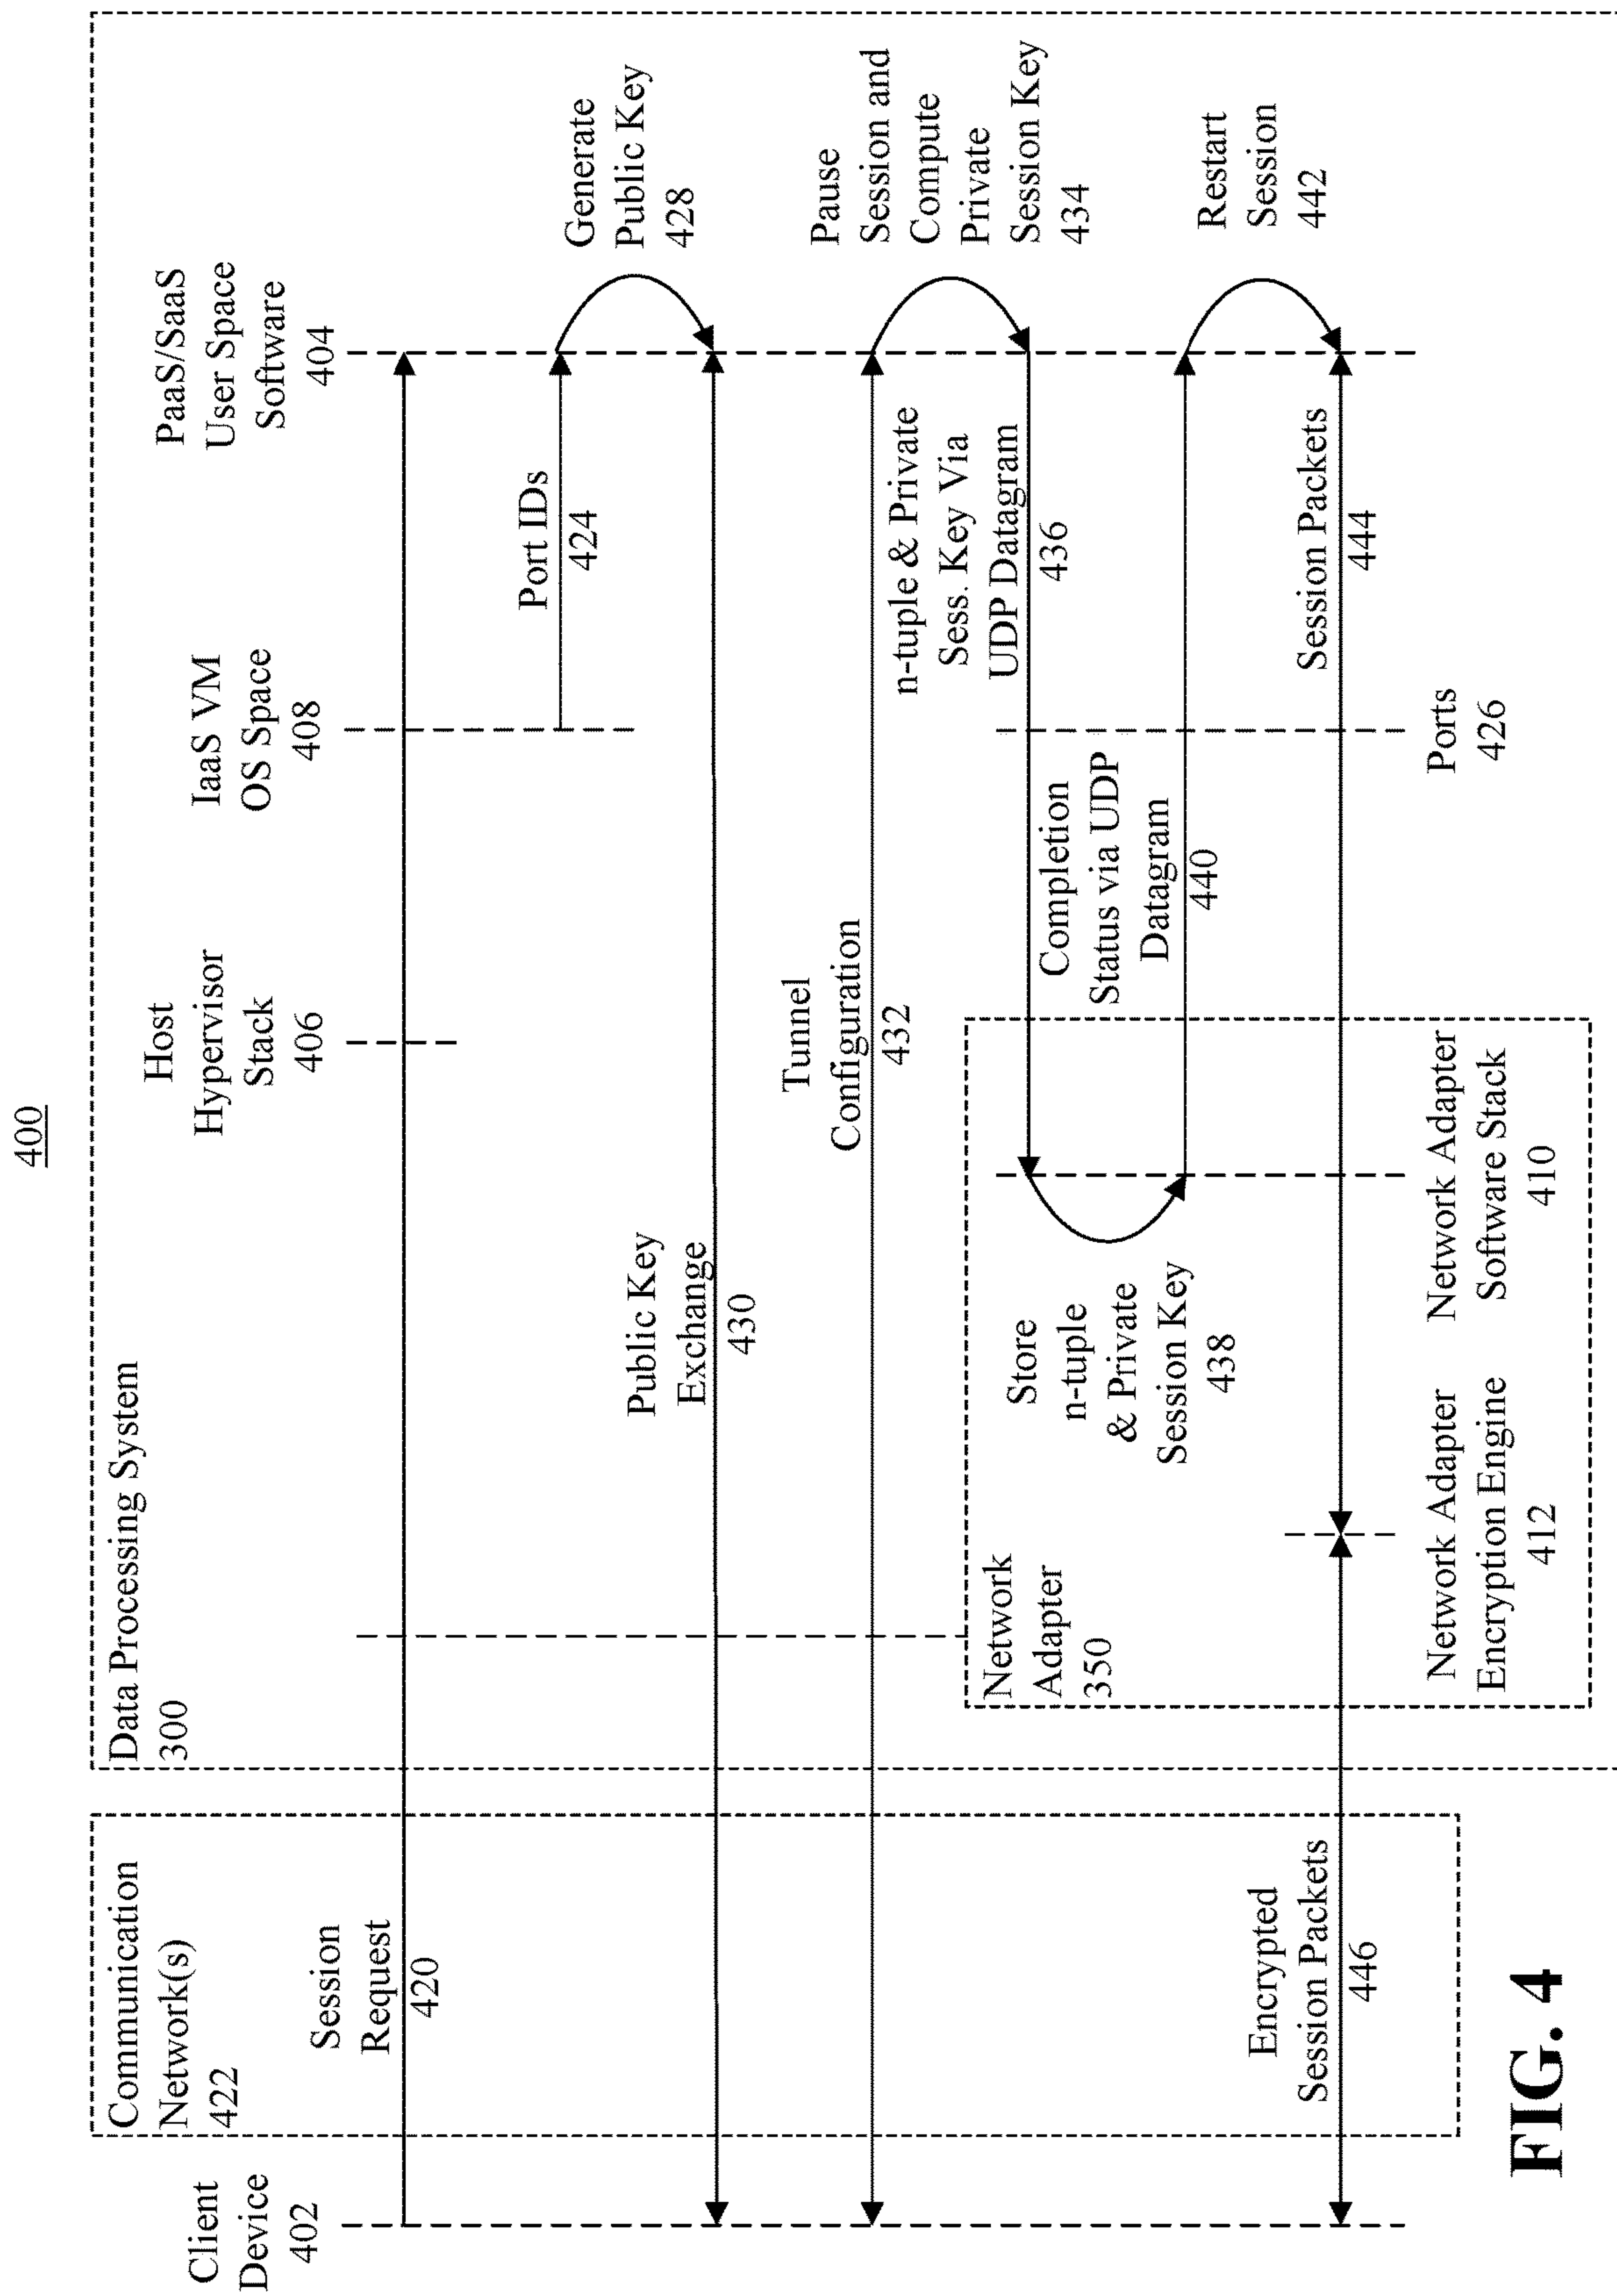 400
Communication
Network(s)
422
Data Processing System
300
Client
Device
402
Host
Hypervisor
Stack
406
IaaS VM
OS Space
408
PaaS/SaaS
User Space
Software
404
Session
Request
420
Port IDs
424
Generate
Public Key
428
Public Key
Exchange
430
Tunnel
Configuration
432
Pause
Session and
Compute
Private
Session Key
434
n-tuple & Private
Sess. Key Via
UDP Datagram
436
Network
Adapter
350
Store
n-tuple
& Private
Session Key
438
Completion
Status via UDP
Datagram
440
Restart
Session
442
Encrypted
Session Packets
446
Session Packets
444
Network Adapter
Encryption Engine
412
Network Adapter
Software Stack
410
Ports
426
FIG. 4